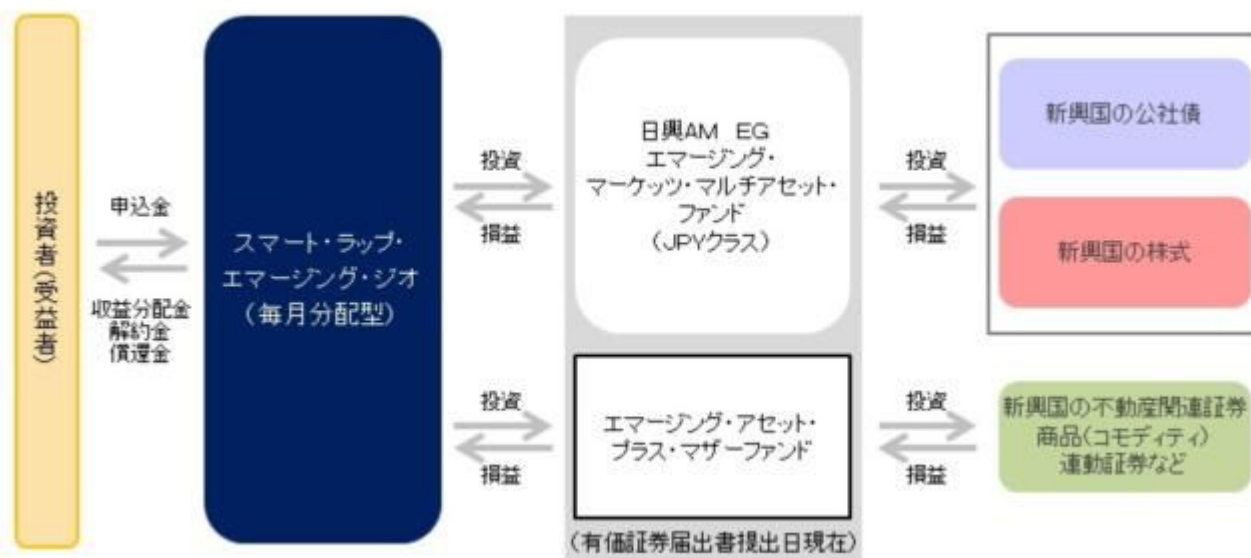 投資者(受益者)
申込金
収益分配金
解約金
償還金
スマート・ラップ・
エマージング・ジオ
(毎月分配型)
投資
損益
日興AM EG
エマージング・
マーケッツ・マルチアセット・
ファンド
(JPYクラス)
投資
損益
新興国の公社債
新興国の株式
投資
損益
エマージング・アセット・
プラス・マザーファンド
投資
損益
新興国の不動産関連証券
商品(コモディティ)
連動証券など
(有価証券届出書提出日現在)